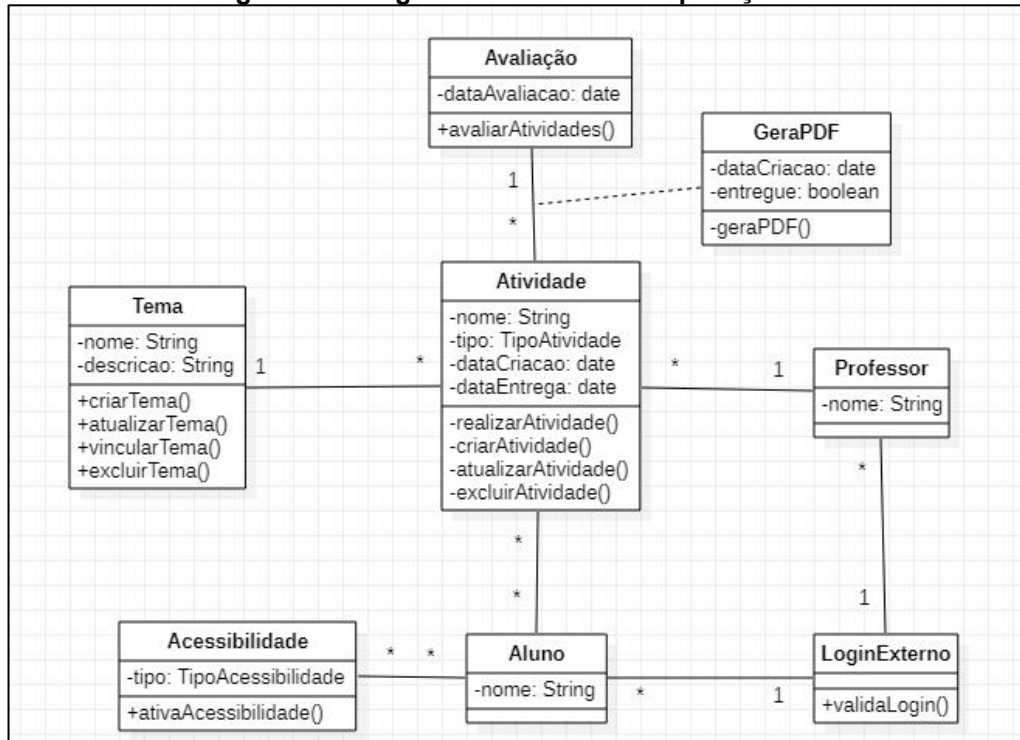 Avaliação
-dataAvaliacao: date
+avaliarAtividades()
GeraPDF
-dataCriacao: date
-entregue: boolean
-geraPDF()
1
*
Atividade
-nome: String
-tipo: TipoAtividade
-dataCriacao: date
-dataEntrega: date
-realizarAtividade()
-criarAtividade()
-atualizarAtividade()
-excluirAtividade()
Tema
-nome: String
-descricao: String
+criarTema()
+atualizarTema()
+vincularTema()
+excluirTema()
1
*
*
1
Professor
-nome: String
*
1
*
*
Acessibilidade
-tipo: TipoAcessibilidade
+ativaAcessibilidade()
*
*
Aluno
-nome: String
*
1
LoginExterno
+validaLogin()